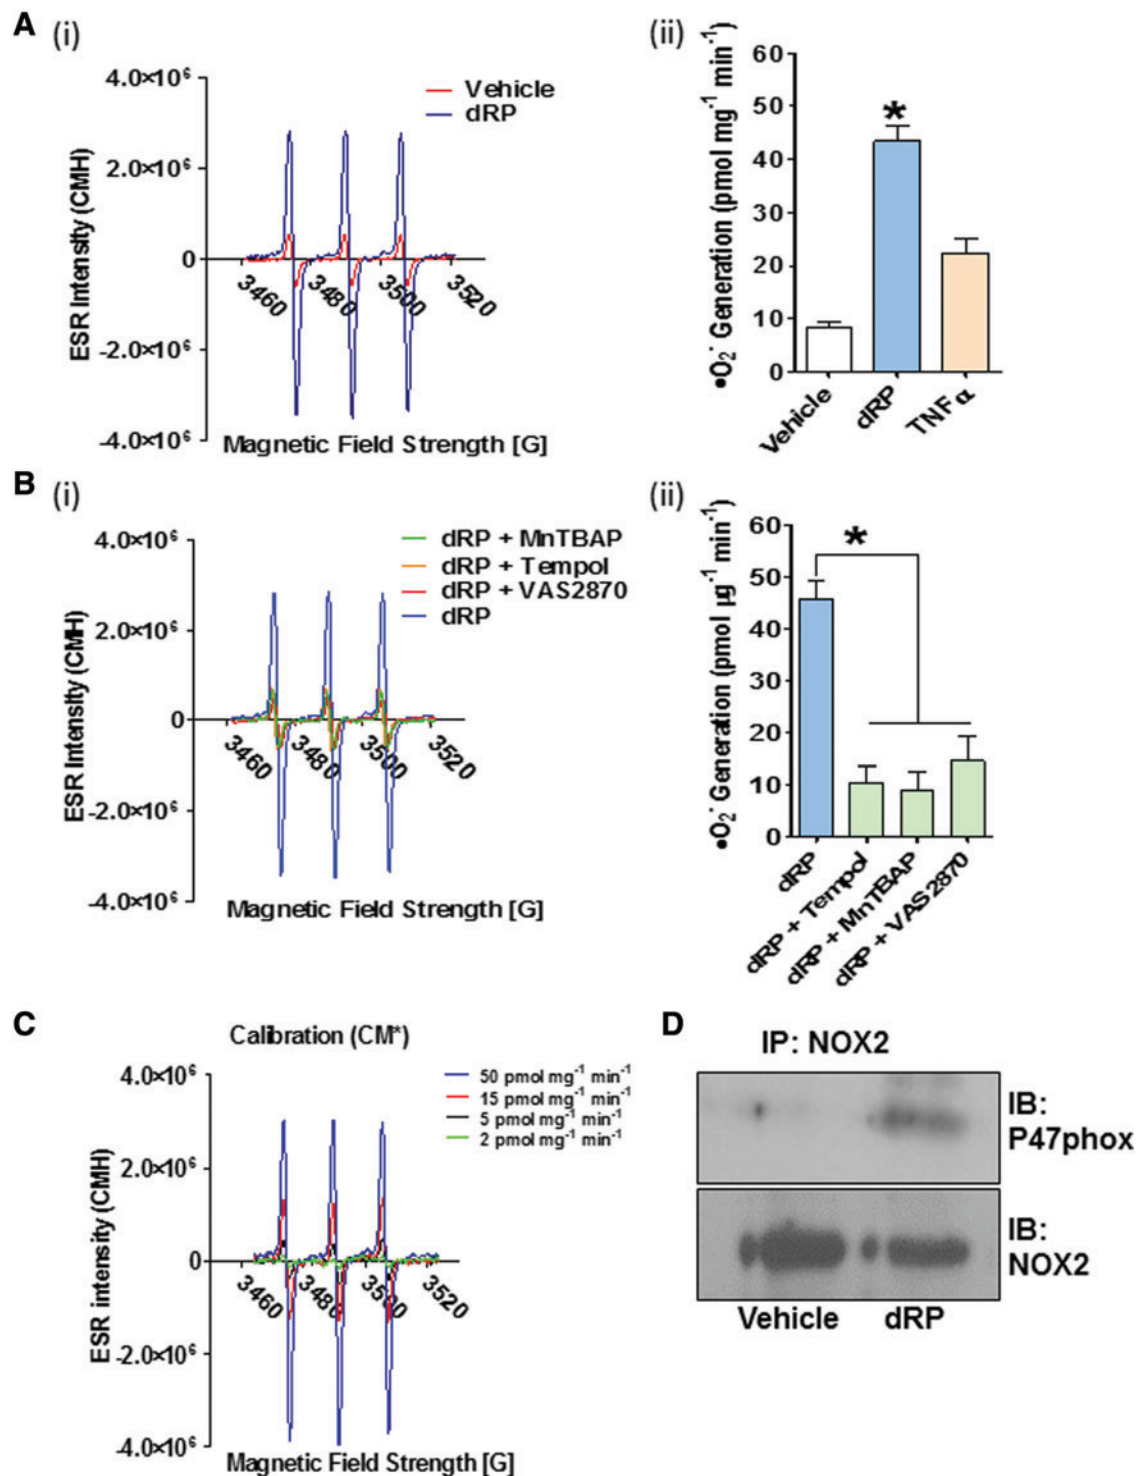 A (i)
4.0×10⁶
2.0×10⁶
0
-2.0×10⁶
-4.0×10⁶
ESR Intensity (CMH)
Vehicle
dRP
3460 3480 3500 3520
Magnetic Field Strength [G]
(ii)
60
50
40
30
20
10
0
•O₂⁻ Generation (pmol mg⁻¹ min⁻¹)
*
Vehicle
dRP
TNFα
B (i)
4.0×10⁶
2.0×10⁶
0
-2.0×10⁶
-4.0×10⁶
ESR Intensity (CMH)
dRP + MnTBAP
dRP + Tempol
dRP + VAS2870
dRP
3460 3480 3500 3520
Magnetic Field Strength [G]
(ii)
60
50
40
30
20
10
0
•O₂⁻ Generation (pmol µg⁻¹ min⁻¹)
*
dRP
dRP + Tempol
dRP + MnTBAP
dRP + VAS2870
C
Calibration (CM*)
4.0×10⁶
2.0×10⁶
0
-2.0×10⁶
-4.0×10⁶
ESR intensity (CMH)
50 pmol mg⁻¹ min⁻¹
15 pmol mg⁻¹ min⁻¹
5 pmol mg⁻¹ min⁻¹
2 pmol mg⁻¹ min⁻¹
3460 3480 3500 3520
Magnetic Field Strength [G]
D
IP: NOX2
IB:
P47phox
IB:
NOX2
Vehicle dRP